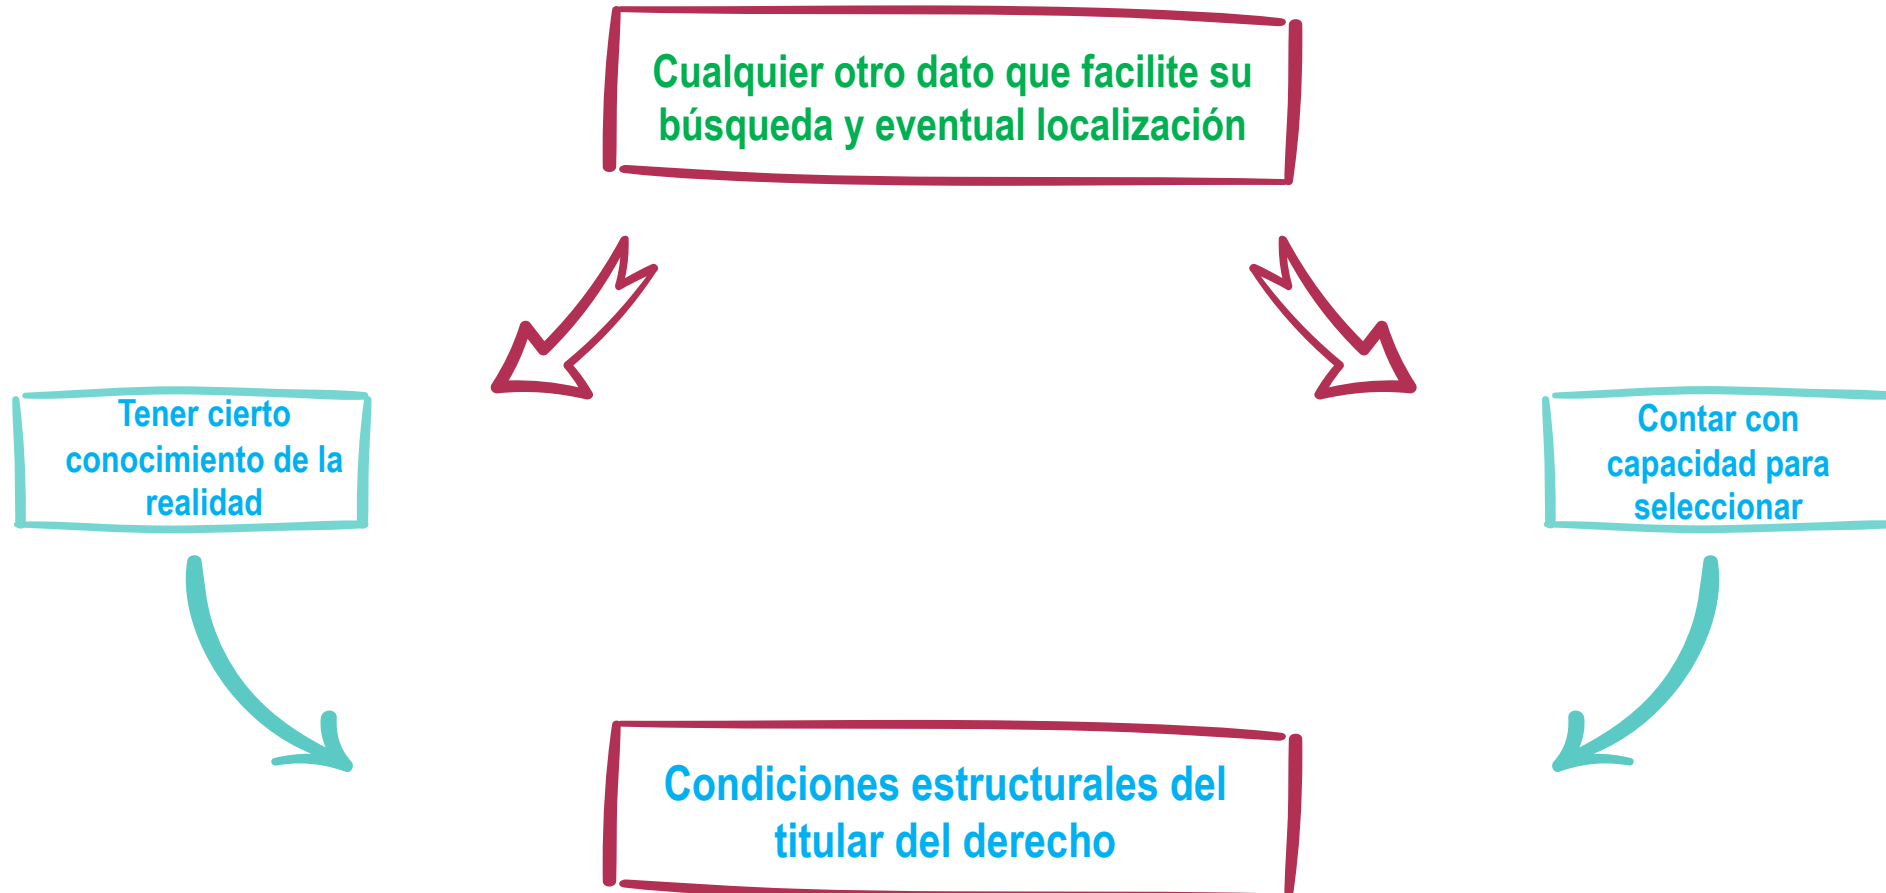 Cualquier otro dato que facilite su
búsqueda y eventual localización
Tener cierto
conocimiento de la
realidad
Contar con
capacidad para
seleccionar
Condiciones estructurales del
titular del derecho